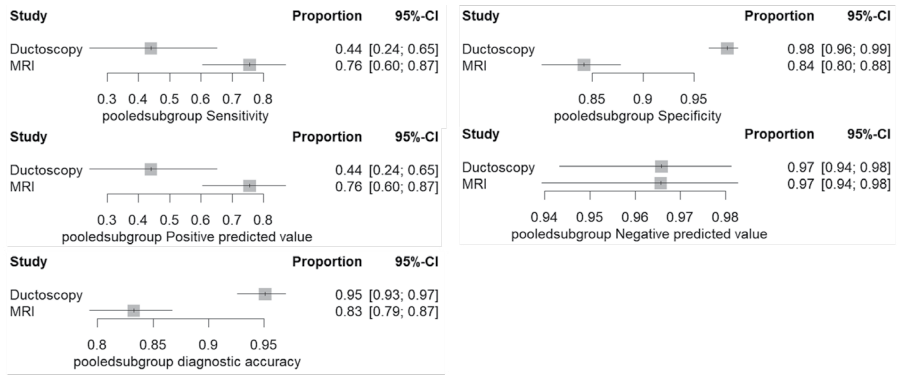 Study Proportion 95%-CI
Ductoscopy 0.44 [0.24; 0.65]
MRI 0.76 [0.60; 0.87]
0.3 0.4 0.5 0.6 0.7 0.8
pooledsubgroup Sensitivity
Study Proportion 95%-CI
Ductoscopy 0.98 [0.96; 0.99]
MRI 0.84 [0.80; 0.88]
0.85 0.9 0.95
pooledsubgroup Specificity
Study Proportion 95%-CI
Ductoscopy 0.44 [0.24; 0.65]
MRI 0.76 [0.60; 0.87]
0.3 0.4 0.5 0.6 0.7 0.8
pooledsubgroup Positive predicted value
Study Proportion 95%-CI
Ductoscopy 0.97 [0.94; 0.98]
MRI 0.97 [0.94; 0.98]
0.94 0.95 0.96 0.97 0.98
pooledsubgroup Negative predicted value
Study Proportion 95%-CI
Ductoscopy 0.95 [0.93; 0.97]
MRI 0.83 [0.79; 0.87]
0.8 0.85 0.9 0.95
pooledsubgroup diagnostic accuracy